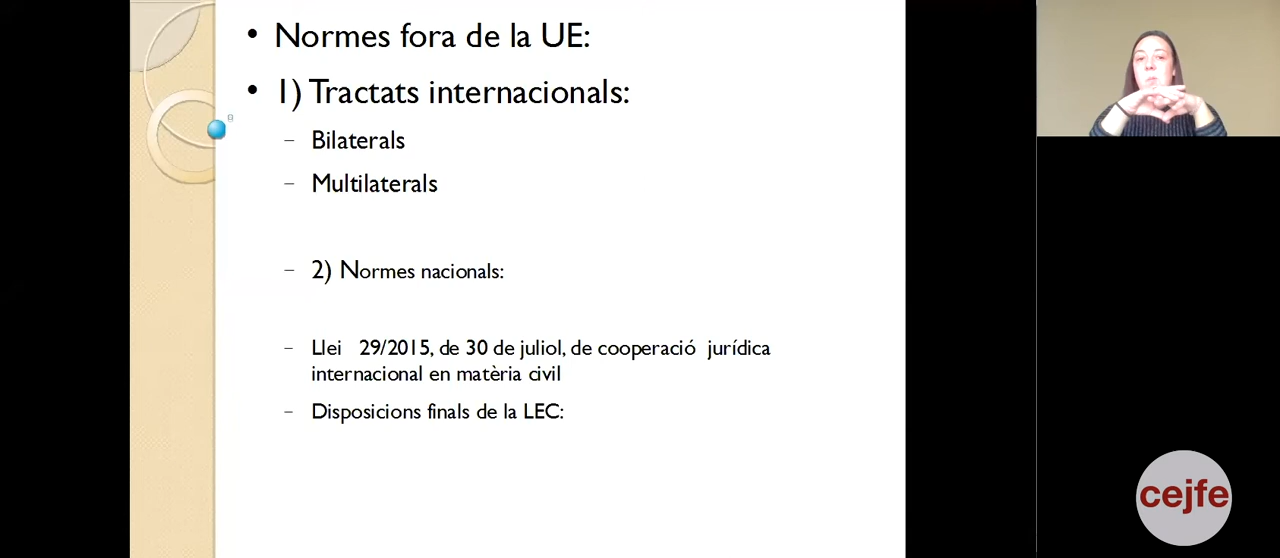 Normes fora de la UE:
1) Tractats internacionals:
Bilaterals
Multilaterals
2) Normes nacionals:
Llei 29/2015, de 30 de juliol, de cooperació jurídica
internacional en matèria civil
Disposicions finals de la LEC:
cejfe